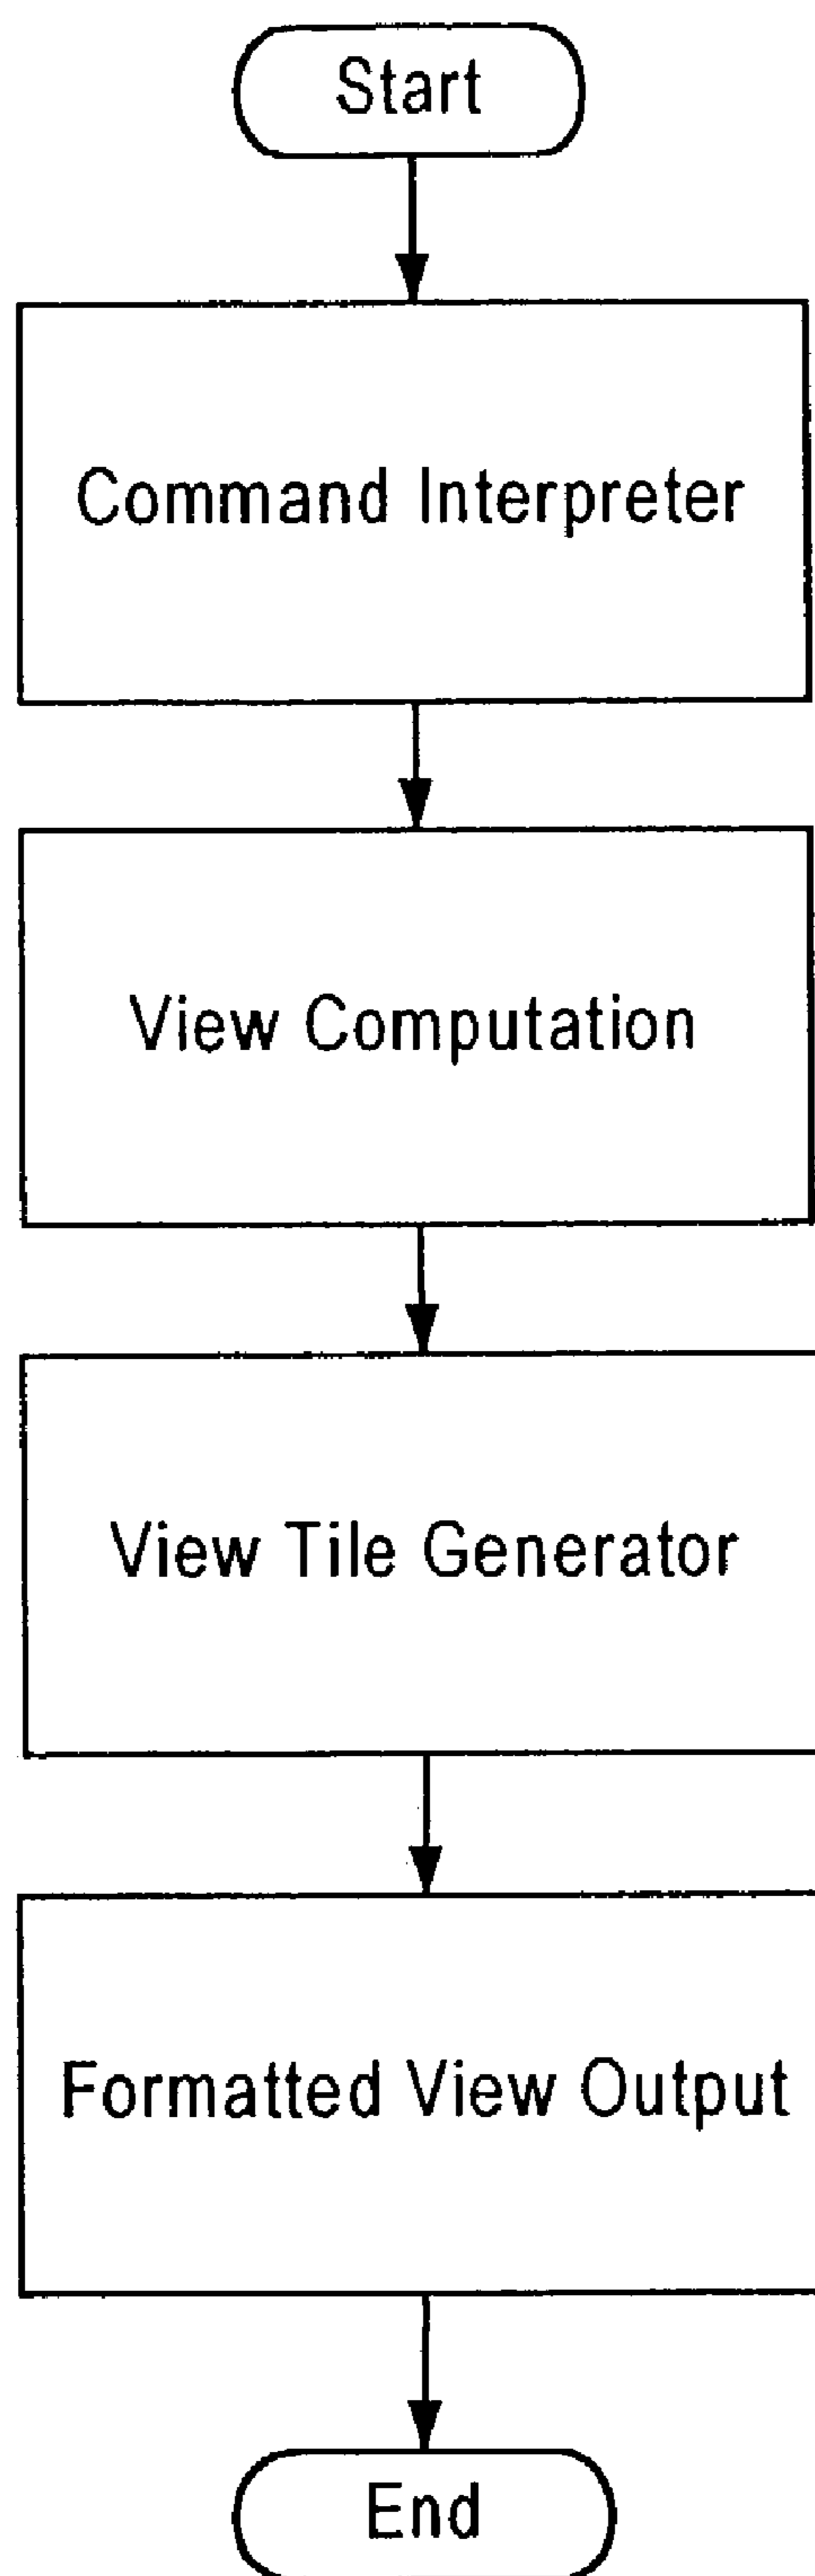 Start
Command Interpreter
View Computation
View Tile Generator
Formatted View Output
End